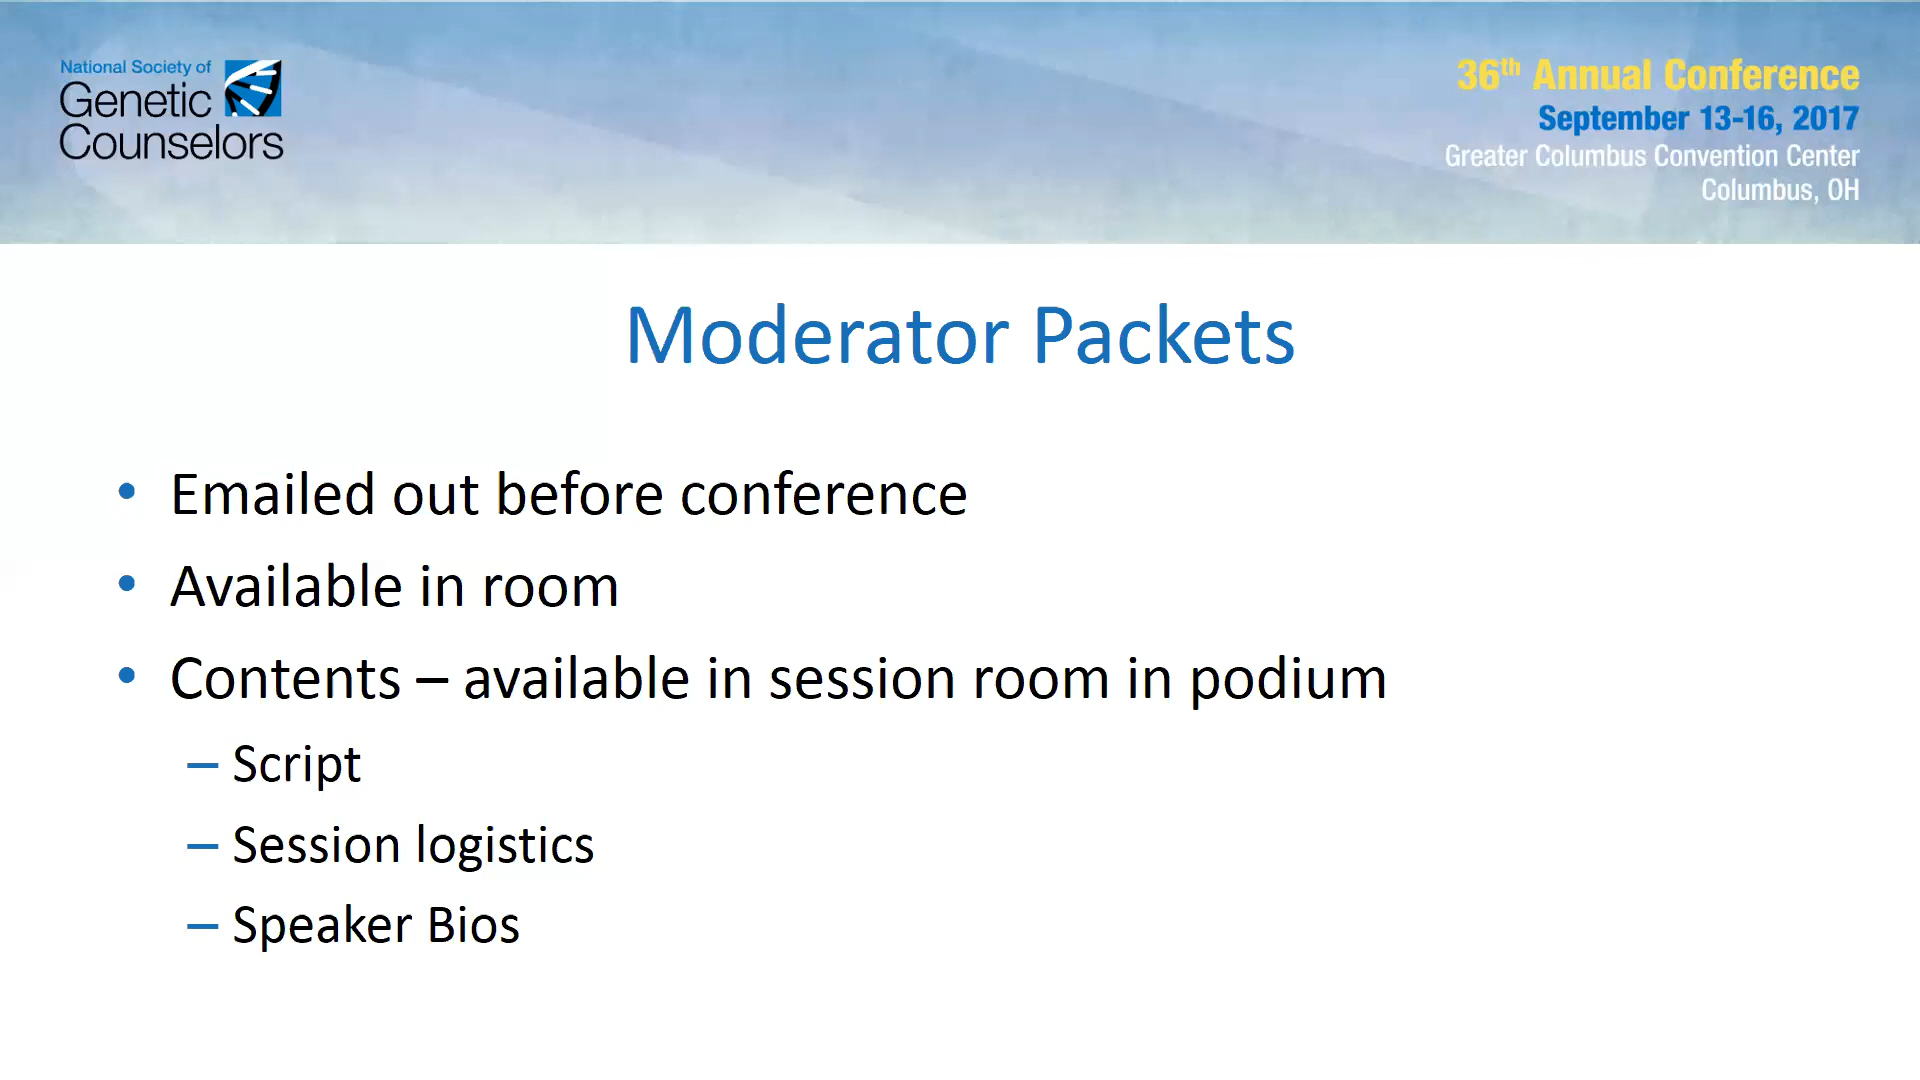 National Society of
Genetic
Counselors
36th Annual Conference
September 13-16, 2017
Greater Columbus Convention Center
Columbus, OH
Moderator Packets
• Emailed out before conference
• Available in room
• Contents – available in session room in podium
– Script
– Session logistics
– Speaker Bios